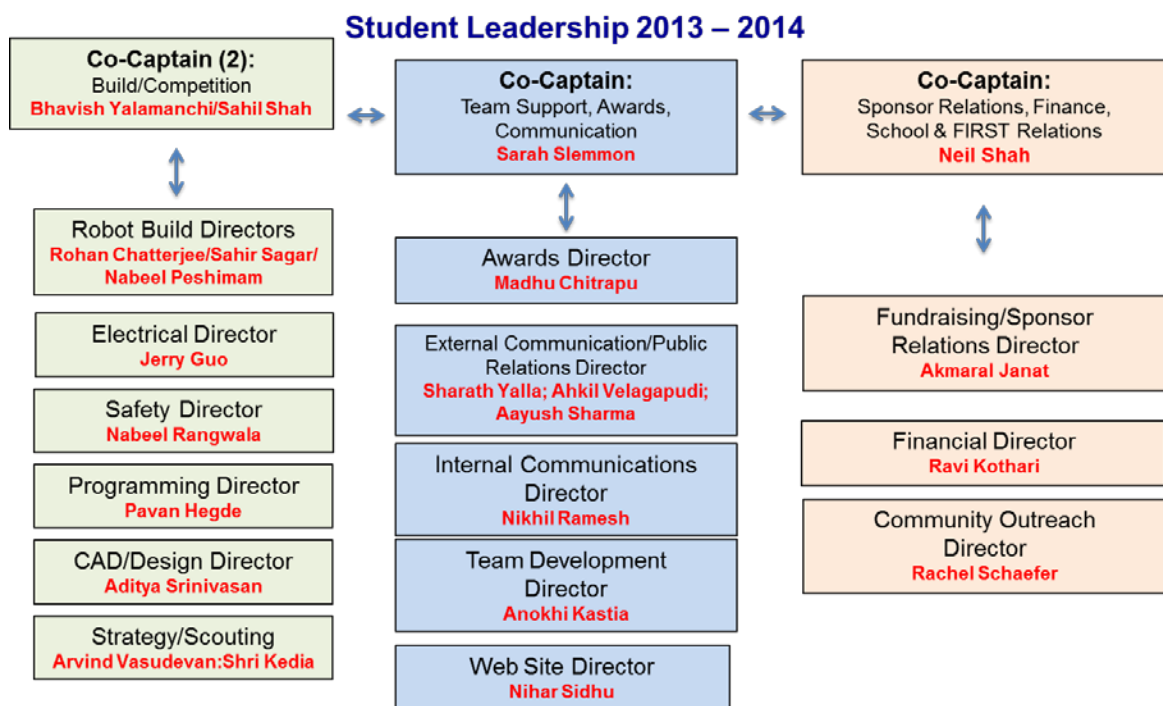 Student Leadership 2013 – 2014
Co-Captain (2):
Build/Competition
Bhavish Yalamanchi/Sahil Shah
Robot Build Directors
Rohan Chatterjee/Sahir Sagar/
Nabeel Peshimam
Electrical Director
Jerry Guo
Safety Director
Nabeel Rangwala
Programming Director
Pavan Hegde
CAD/Design Director
Aditya Srinivasan
Strategy/Scouting
Arvind Vasudevan:Shri Kedia
Co-Captain:
Team Support, Awards,
Communication
Sarah Slemmon
Awards Director
Madhu Chitrapu
External Communication/Public
Relations Director
Sharath Yalla; Ahkil Velagapudi;
Aayush Sharma
Internal Communications
Director
Nikhil Ramesh
Team Development
Director
Anokhi Kastia
Web Site Director
Nihar Sidhu
Co-Captain:
Sponsor Relations, Finance,
School & FIRST Relations
Neil Shah
Fundraising/Sponsor
Relations Director
Akmaral Janat
Financial Director
Ravi Kothari
Community Outreach
Director
Rachel Schaefer